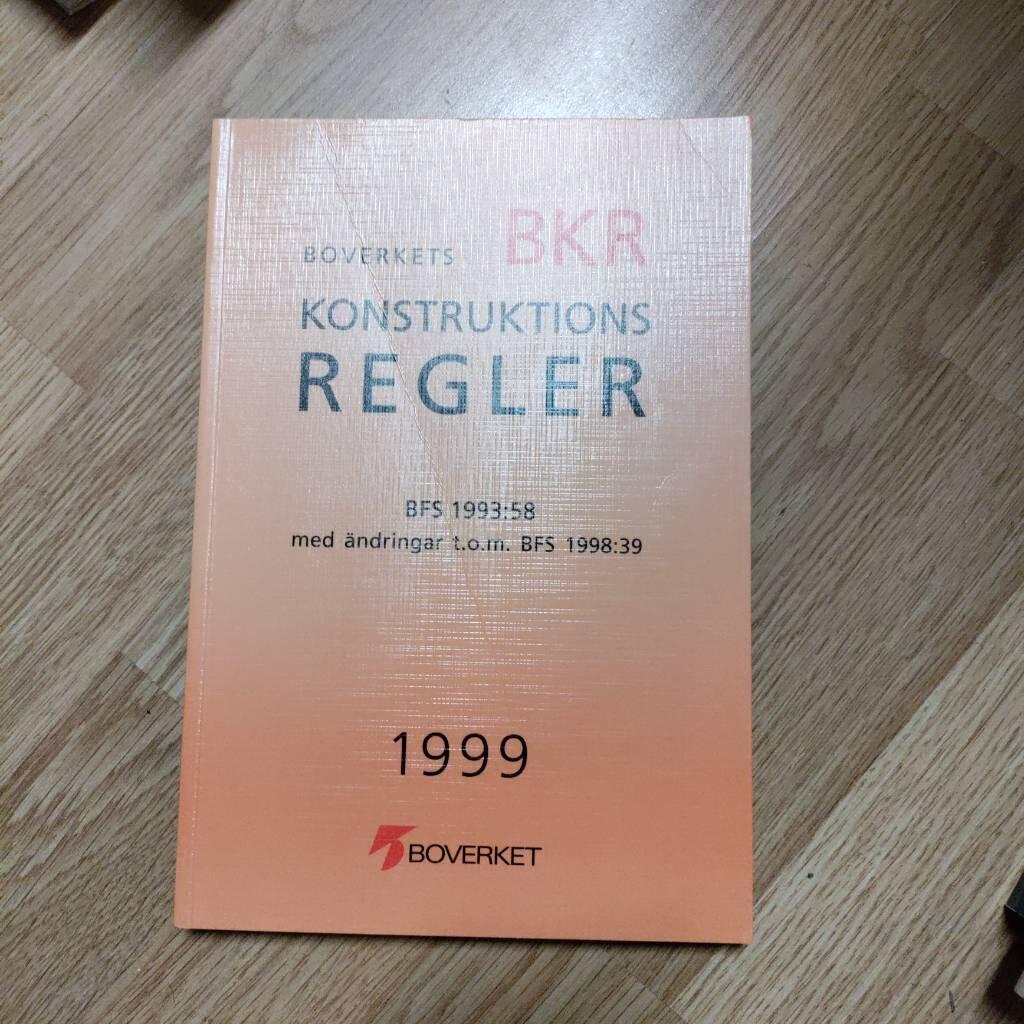 BOVERKETS BKR
KONSTRUKTIONS
REGLER
BFS 1993:58
med ändringar t.o.m. BFS 1998:39
1999
BOVERKET